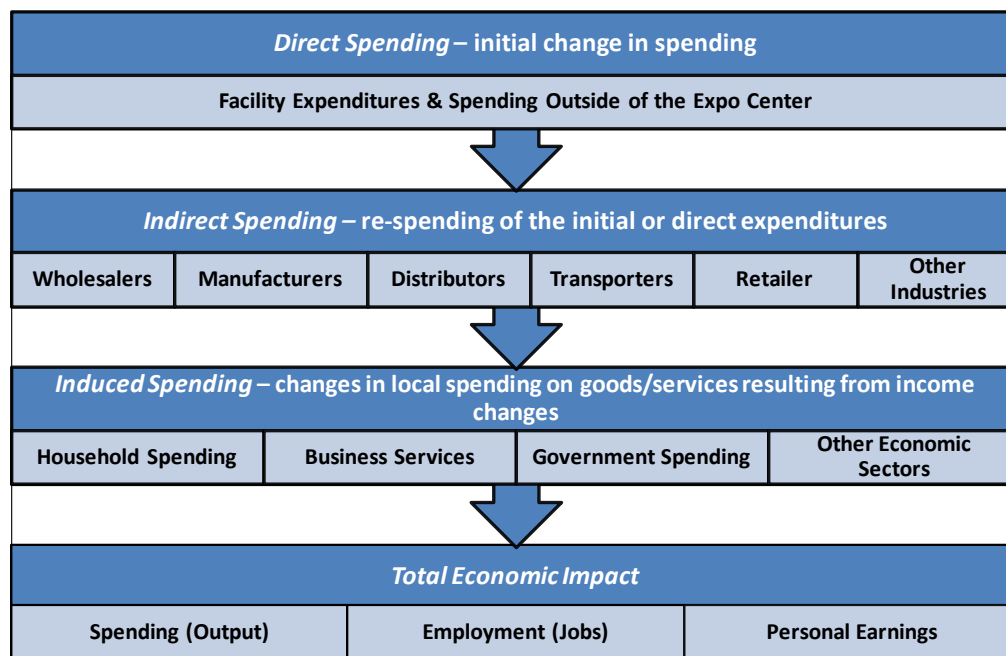 Direct Spending – initial change in spending
Facility Expenditures & Spending Outside of the Expo Center
Indirect Spending – re-spending of the initial or direct expenditures
Wholesalers
Manufacturers
Distributors
Transporters
Retailer
Other
Industries
Induced Spending – changes in local spending on goods/services resulting from income
changes
Household Spending
Business Services
Government Spending
Other Economic
Sectors
Total Economic Impact
Spending (Output)
Employment (Jobs)
Personal Earnings